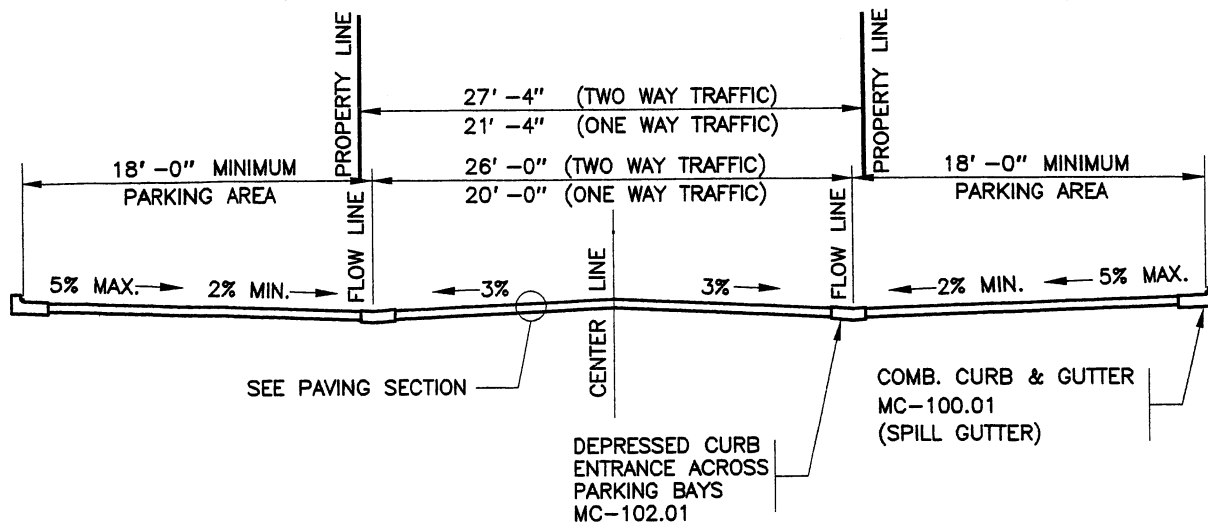 PROPERTY LINE
PROPERTY LINE
27'-4" (TWO WAY TRAFFIC)
21'-4" (ONE WAY TRAFFIC)
18'-0" MINIMUM
PARKING AREA
26'-0" (TWO WAY TRAFFIC)
20'-0" (ONE WAY TRAFFIC)
18'-0" MINIMUM
PARKING AREA
FLOW LINE
CENTER LINE
FLOW LINE
5% MAX.
2% MIN.
3%
3%
2% MIN.
5% MAX.
SEE PAVING SECTION
DEPRESSED CURB
ENTRANCE ACROSS
PARKING BAYS
MC-102.01
COMB. CURB & GUTTER
MC-100.01
(SPILL GUTTER)